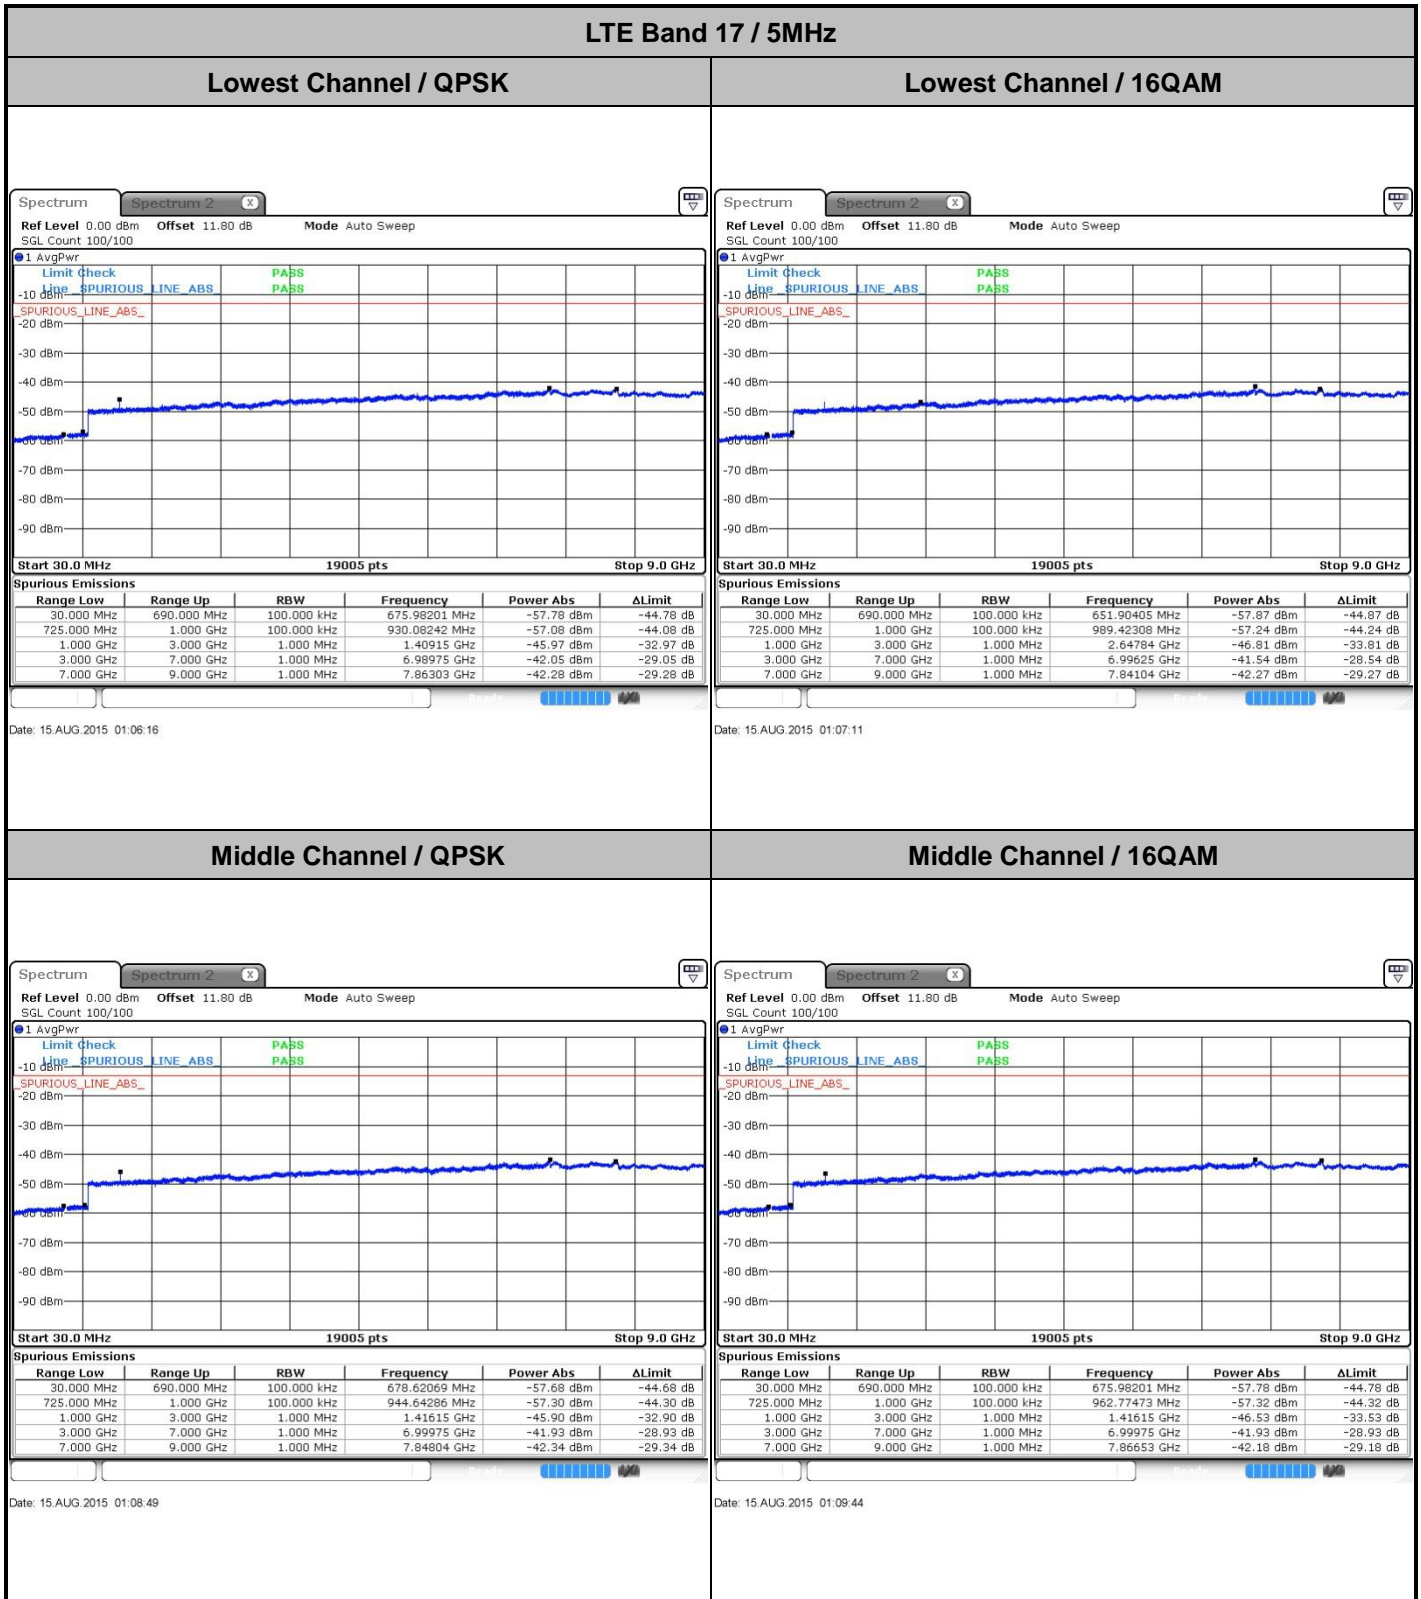 LTE Band 17 / 5MHz
Lowest Channel / QPSK
Lowest Channel / 16QAM
Spectrum Spectrum 2 X
Ref Level 0.00 dBm Offset 11.80 dB Mode Auto Sweep
SGL Count 100/100
1 AvgPwr
Limit Check PASS
Line _SPURIOUS_LINE_ABS_ PASS
-10 dBm
_SPURIOUS_LINE_ABS_
-20 dBm
-30 dBm
-40 dBm
-50 dBm
-60 dBm
-70 dBm
-80 dBm
-90 dBm
Start 30.0 MHz 19005 pts Stop 9.0 GHz
Spurious Emissions
Range Low Range Up RBW Frequency Power Abs ΔLimit
30.000 MHz 690.000 MHz 100.000 kHz 675.98201 MHz -57.78 dBm -44.78 dB
725.000 MHz 1.000 GHz 100.000 kHz 930.08242 MHz -57.08 dBm -44.08 dB
1.000 GHz 3.000 GHz 1.000 MHz 1.40915 GHz -45.97 dBm -32.97 dB
3.000 GHz 7.000 GHz 1.000 MHz 6.98975 GHz -42.05 dBm -29.05 dB
7.000 GHz 9.000 GHz 1.000 MHz 7.86303 GHz -42.28 dBm -29.28 dB
Ready
Date: 15.AUG.2015 01:06:16
Spectrum Spectrum 2 X
Ref Level 0.00 dBm Offset 11.80 dB Mode Auto Sweep
SGL Count 100/100
1 AvgPwr
Limit Check PASS
Line _SPURIOUS_LINE_ABS_ PASS
-10 dBm
_SPURIOUS_LINE_ABS_
-20 dBm
-30 dBm
-40 dBm
-50 dBm
-60 dBm
-70 dBm
-80 dBm
-90 dBm
Start 30.0 MHz 19005 pts Stop 9.0 GHz
Spurious Emissions
Range Low Range Up RBW Frequency Power Abs ΔLimit
30.000 MHz 690.000 MHz 100.000 kHz 651.90405 MHz -57.87 dBm -44.87 dB
725.000 MHz 1.000 GHz 100.000 kHz 989.42308 MHz -57.24 dBm -44.24 dB
1.000 GHz 3.000 GHz 1.000 MHz 2.64784 GHz -46.81 dBm -33.81 dB
3.000 GHz 7.000 GHz 1.000 MHz 6.99625 GHz -41.54 dBm -28.54 dB
7.000 GHz 9.000 GHz 1.000 MHz 7.84104 GHz -42.27 dBm -29.27 dB
Date: 15.AUG.2015 01:07:11
Middle Channel / QPSK
Middle Channel / 16QAM
Spectrum Spectrum 2 X
Ref Level 0.00 dBm Offset 11.80 dB Mode Auto Sweep
SGL Count 100/100
1 AvgPwr
Limit Check PASS
Line _SPURIOUS_LINE_ABS_ PASS
-10 dBm
_SPURIOUS_LINE_ABS_
-20 dBm
-30 dBm
-40 dBm
-50 dBm
-60 dBm
-70 dBm
-80 dBm
-90 dBm
Start 30.0 MHz 19005 pts Stop 9.0 GHz
Spurious Emissions
Range Low Range Up RBW Frequency Power Abs ΔLimit
30.000 MHz 690.000 MHz 100.000 kHz 678.62069 MHz -57.68 dBm -44.68 dB
725.000 MHz 1.000 GHz 100.000 kHz 944.64286 MHz -57.30 dBm -44.30 dB
1.000 GHz 3.000 GHz 1.000 MHz 1.41615 GHz -45.90 dBm -32.90 dB
3.000 GHz 7.000 GHz 1.000 MHz 6.99975 GHz -41.93 dBm -28.93 dB
7.000 GHz 9.000 GHz 1.000 MHz 7.84804 GHz -42.34 dBm -29.34 dB
Ready
Date: 15.AUG.2015 01:08:49
Spectrum Spectrum 2 X
Ref Level 0.00 dBm Offset 11.80 dB Mode Auto Sweep
SGL Count 100/100
1 AvgPwr
Limit Check PASS
Line _SPURIOUS_LINE_ABS_ PASS
-10 dBm
_SPURIOUS_LINE_ABS_
-20 dBm
-30 dBm
-40 dBm
-50 dBm
-60 dBm
-70 dBm
-80 dBm
-90 dBm
Start 30.0 MHz 19005 pts Stop 9.0 GHz
Spurious Emissions
Range Low Range Up RBW Frequency Power Abs ΔLimit
30.000 MHz 690.000 MHz 100.000 kHz 675.98201 MHz -57.78 dBm -44.78 dB
725.000 MHz 1.000 GHz 100.000 kHz 962.77473 MHz -57.32 dBm -44.32 dB
1.000 GHz 3.000 GHz 1.000 MHz 1.41615 GHz -46.53 dBm -33.53 dB
3.000 GHz 7.000 GHz 1.000 MHz 6.99975 GHz -41.93 dBm -28.93 dB
7.000 GHz 9.000 GHz 1.000 MHz 7.86653 GHz -42.18 dBm -29.18 dB
Date: 15.AUG.2015 01:09:44